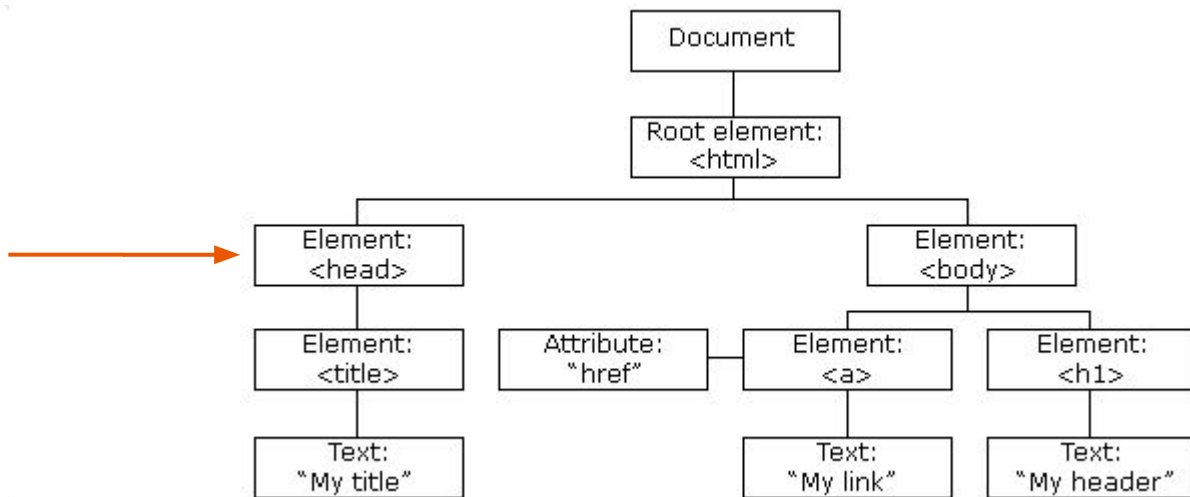 Document
Root element:
<html>
Element:
<head>
Element:
<body>
Element:
<title>
Attribute:
“href”
Element:
<a>
Element:
<h1>
Text:
“My title”
Text:
“My link”
Text:
“My header”